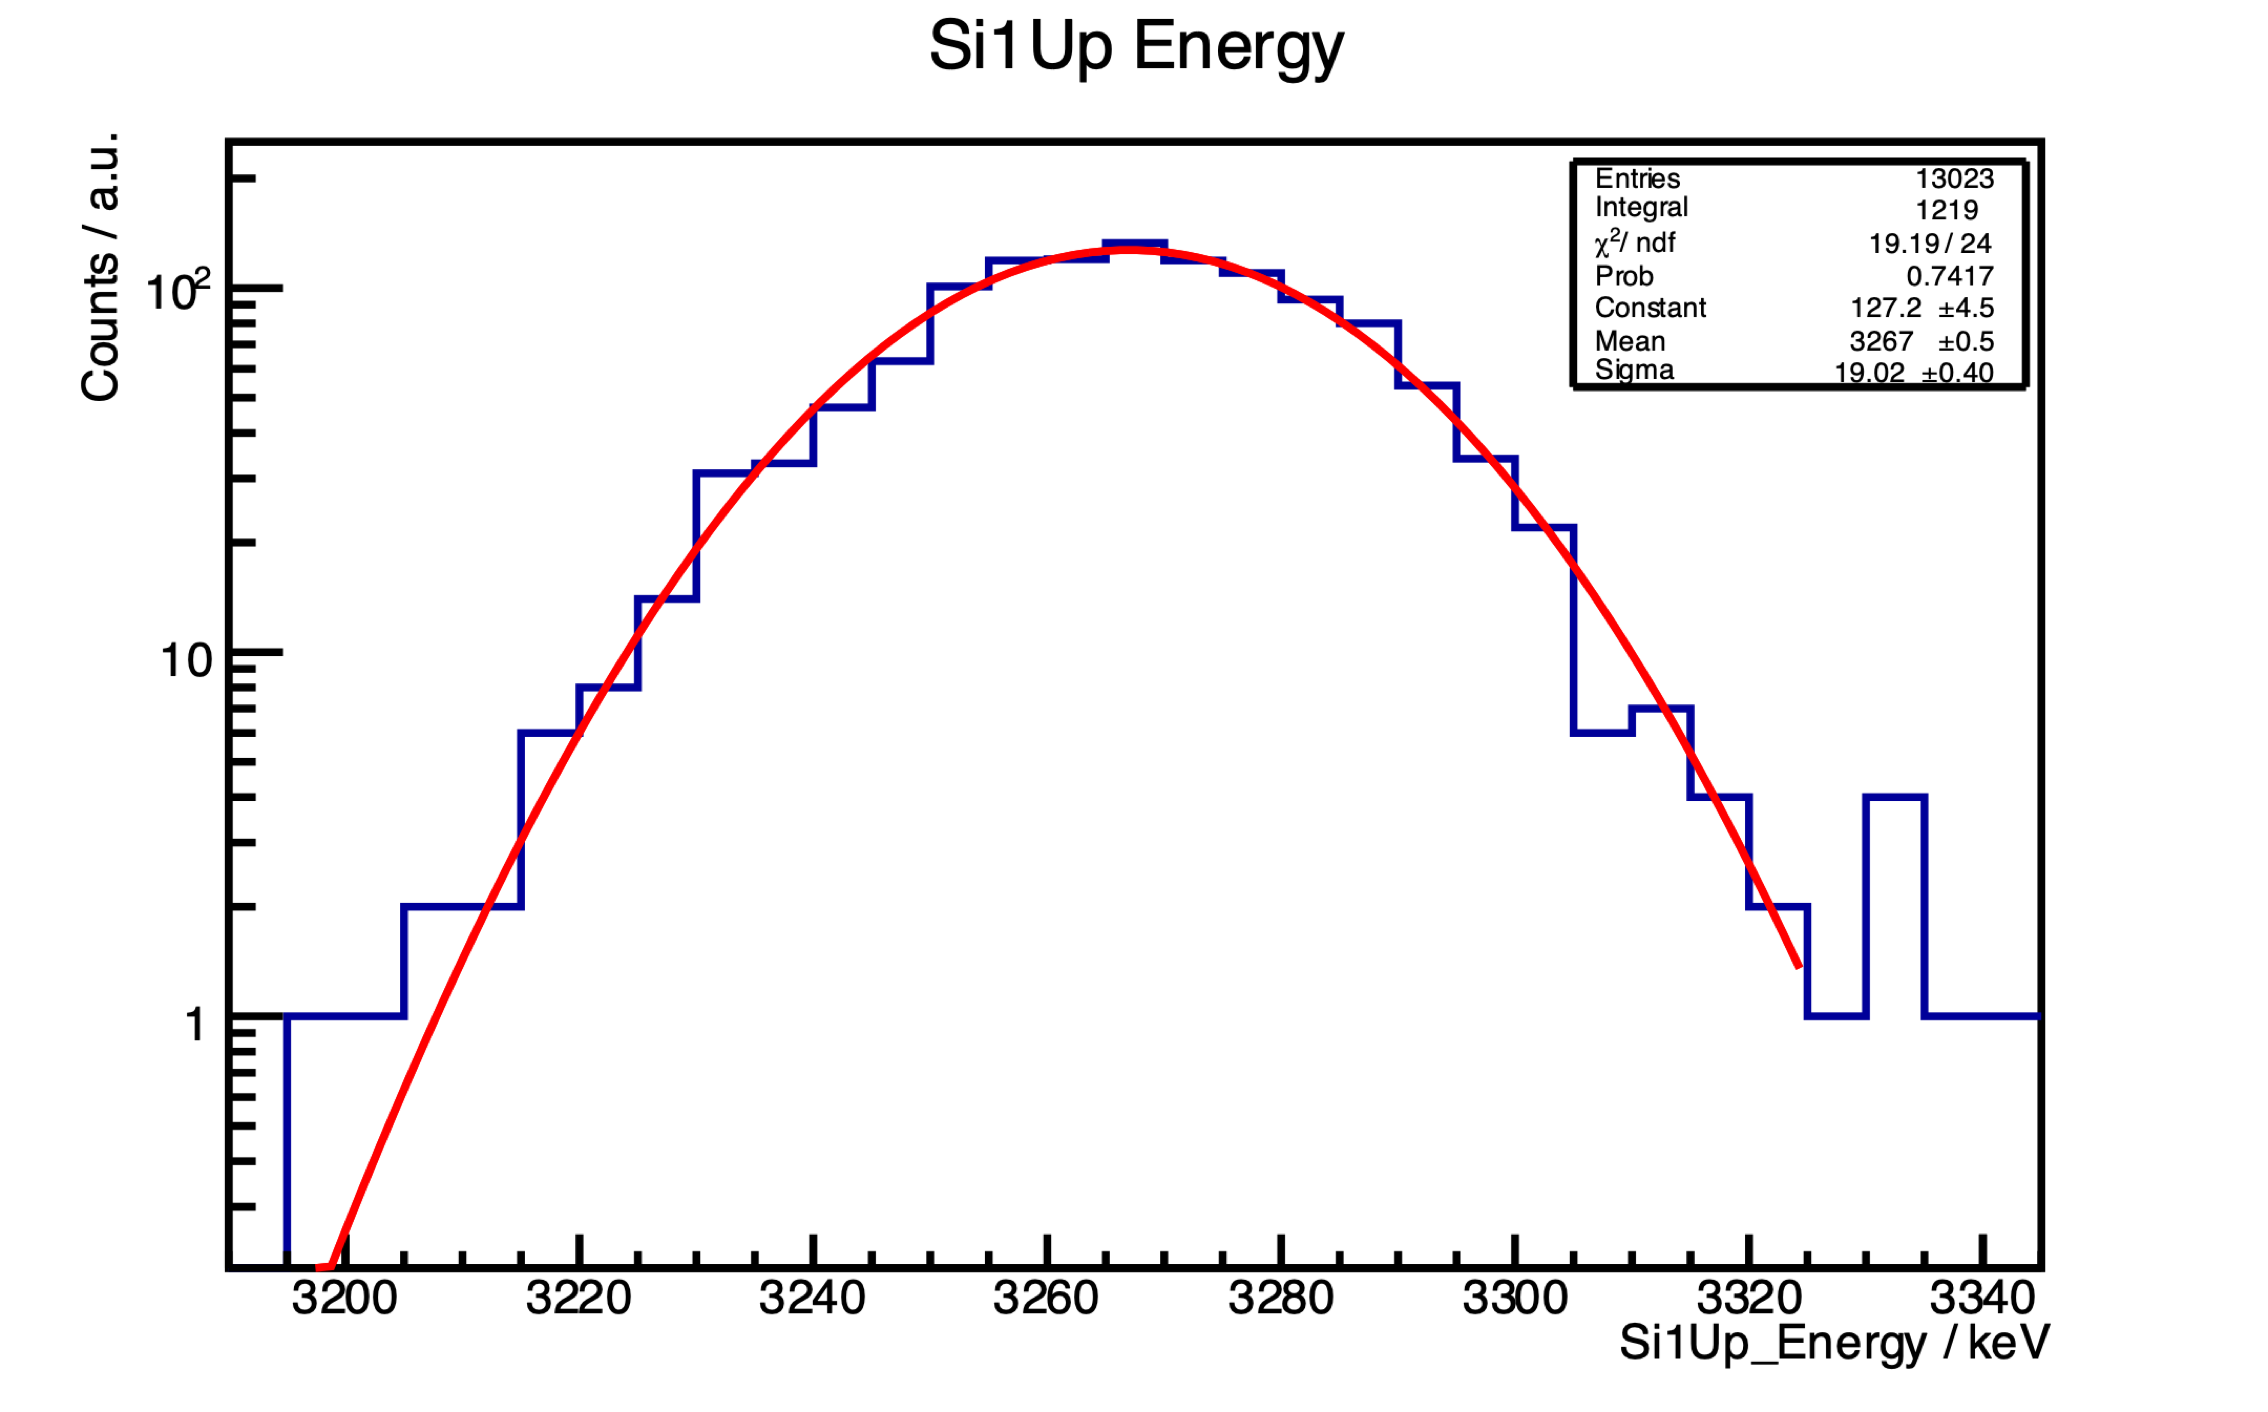 Si1Up Energy
Counts / a.u.
Entries 13023
Integral 1219
χ²/ ndf 19.19 / 24
Prob 0.7417
Constant 127.2 ±4.5
Mean 3267 ±0.5
Sigma 19.02 ±0.40
10²
10
1
3200 3220 3240 3260 3280 3300 3320 3340
Si1Up_Energy / keV